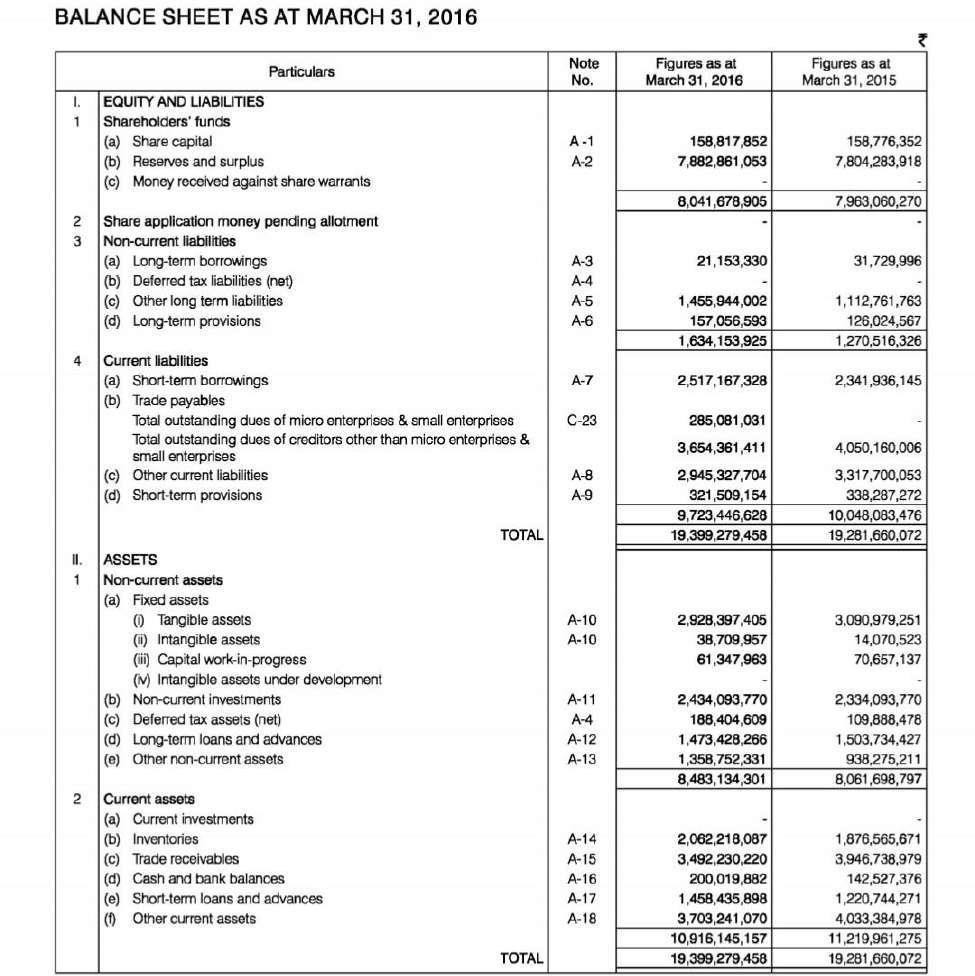 BALANCE SHEET AS AT MARCH 31, 2016
₹
Particulars Note No. Figures as at March 31, 2016 Figures as at March 31, 2015
I. EQUITY AND LIABILITIES
1 Shareholders' funds
(a) Share capital A -1 158,817,852 158,776,352
(b) Reserves and surplus A-2 7,882,861,053 7,804,283,918
(c) Money received against share warrants - -
8,041,678,905 7,963,060,270
2 Share application money pending allotment - -
3 Non-current liabilities
(a) Long-term borrowings A-3 21,153,330 31,729,996
(b) Deferred tax liabilities (net) A-4 - -
(c) Other long term liabilities A-5 1,455,944,002 1,112,761,763
(d) Long-term provisions A-6 157,056,593 126,024,567
1,634,153,925 1,270,516,326
4 Current liabilities
(a) Short-term borrowings A-7 2,517,167,328 2,341,936,145
(b) Trade payables
Total outstanding dues of micro enterprises & small enterprises C-23 285,081,031 -
Total outstanding dues of creditors other than micro enterprises &
small enterprises 3,654,361,411 4,050,160,006
(c) Other current liabilities A-8 2,945,327,704 3,317,700,053
(d) Short-term provisions A-9 321,509,154 338,287,272
9,723,446,628 10,048,083,476
TOTAL 19,399,279,458 19,281,660,072
II. ASSETS
1 Non-current assets
(a) Fixed assets
(i) Tangible assets A-10 2,928,397,405 3,090,979,251
(ii) Intangible assets A-10 38,709,957 14,070,523
(iii) Capital work-in-progress 61,347,963 70,657,137
(iv) Intangible assets under development - -
(b) Non-current investments A-11 2,434,093,770 2,334,093,770
(c) Deferred tax assets (net) A-4 188,404,609 109,888,478
(d) Long-term loans and advances A-12 1,473,428,266 1,503,734,427
(e) Other non-current assets A-13 1,358,752,331 938,275,211
8,483,134,301 8,061,698,797
2 Current assets
(a) Current investments - -
(b) Inventories A-14 2,062,218,087 1,876,565,671
(c) Trade receivables A-15 3,492,230,220 3,946,738,979
(d) Cash and bank balances A-16 200,019,882 142,527,376
(e) Short-term loans and advances A-17 1,458,435,898 1,220,744,271
(f) Other current assets A-18 3,703,241,070 4,033,384,978
10,916,145,157 11,219,961,275
TOTAL 19,399,279,458 19,281,660,072